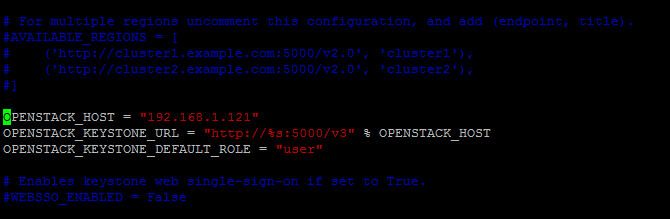 # For multiple regions uncomment this configuration, and add (endpoint, title).
#AVAILABLE_REGIONS = [
#    ('http://cluster1.example.com:5000/v2.0', 'cluster1'),
#    ('http://cluster2.example.com:5000/v2.0', 'cluster2'),
#]
OPENSTACK_HOST = "192.168.1.121"
OPENSTACK_KEYSTONE_URL = "http://%s:5000/v3" % OPENSTACK_HOST
OPENSTACK_KEYSTONE_DEFAULT_ROLE = "user"
# Enables keystone web single-sign-on if set to True.
#WEBSSO_ENABLED = False